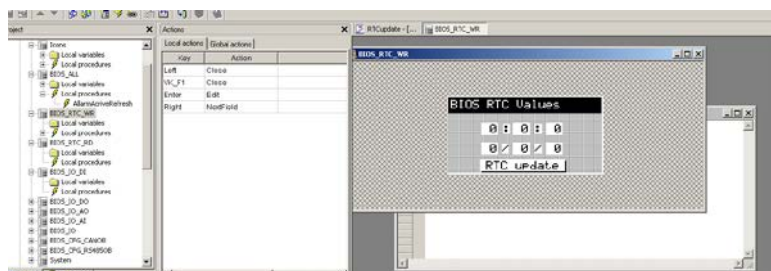 Actions
Local actions
Global actions
Key
Action
Left
Close
VK_F1
Close
Enter
Edit
Right
NextField
Icons
Local variables
Local procedures
BIOS_ALL
Local variables
Local procedures
AllarmActiveRefresh
BIOS_RTC_WR
Local variables
Local procedures
BIOS_RTC_RD
Local variables
Local procedures
BIOS_IO_DI
Local variables
Local procedures
BIOS_IO_DO
BIOS_IO_AO
BIOS_IO_AI
BIOS_IO
BIOS_CFG_CANOB
BIOS_CFG_RS485OB
System
RTCupdate - [...
BIOS_RTC_WR
BIOS_RTC_WR
BIOS RTC Values
0 : 0 : 0
0 / 0 / 0
RTC update